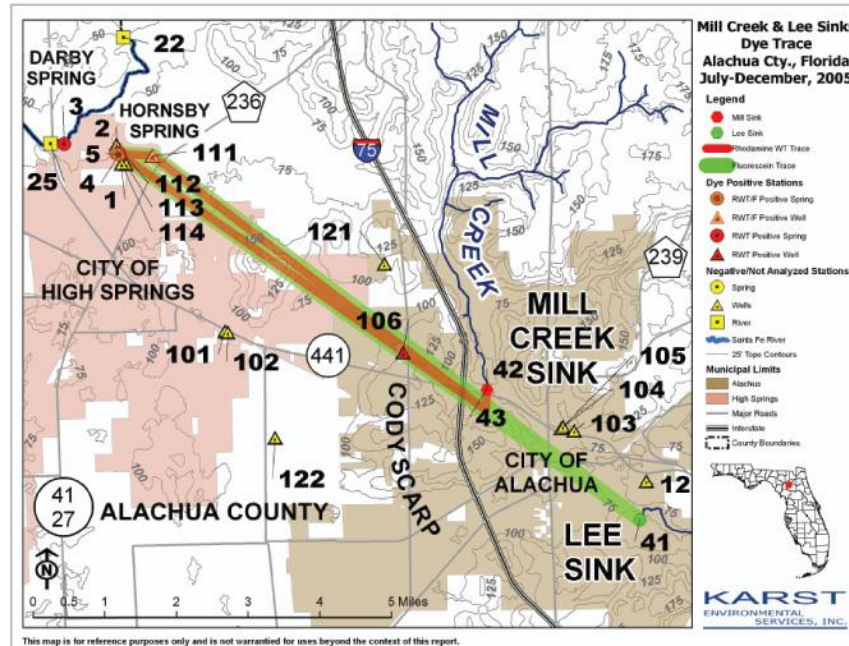 Mill Creek & Lee Sinks
Dye Trace
Alachua Cty., Florida
July-December, 2005
Legend
Mill Sink
Lee Sink
Rhodamine WT Trace
Fluorescein Trace
Dye Positive Stations
RWT/F Positive Spring
RWT/F Positive Well
RWT Positive Spring
RWT Positive Well
Negative/Not Analyzed Stations
Spring
Wells
River
Santa Fe River
25' Topo Contours
Municipal Limits
Alachua
High Springs
Major Roads
Interstate
County Boundaries
KARST
ENVIRONMENTAL
SERVICES, INC.
22
DARBY
SPRING
3
2
HORNSBY
SPRING
236
75
5
111
25
4
1
112
113
114
121
CITY OF
HIGH SPRINGS
MILL
CREEK
239
101
102
441
106
MILL
CREEK
SINK
42
43
105
104
103
CODY SCARP
122
CITY OF
ALACHUA
12
41
27
ALACHUA COUNTY
LEE
SINK
41
N
0 0.5 1 2 3 4 5 Miles
This map is for reference purposes only and is not warrantied for uses beyond the context of this report.